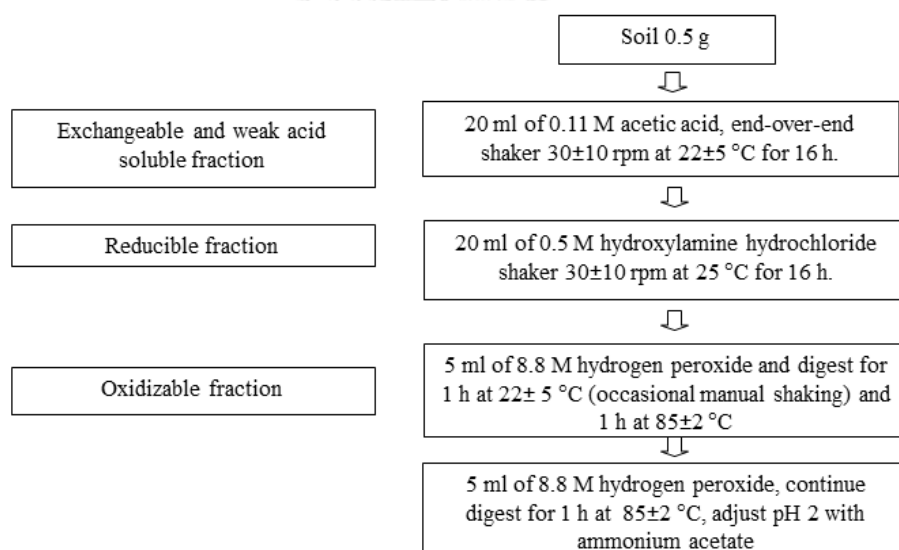 Soil 0.5 g
Exchangeable and weak acid
soluble fraction
20 ml of 0.11 M acetic acid, end-over-end
shaker 30±10 rpm at 22±5 °C for 16 h.
Reducible fraction
20 ml of 0.5 M hydroxylamine hydrochloride
shaker 30±10 rpm at 25 °C for 16 h.
Oxidizable fraction
5 ml of 8.8 M hydrogen peroxide and digest for
1 h at 22± 5 °C (occasional manual shaking) and
1 h at 85±2 °C
5 ml of 8.8 M hydrogen peroxide, continue
digest for 1 h at 85±2 °C, adjust pH 2 with
ammonium acetate